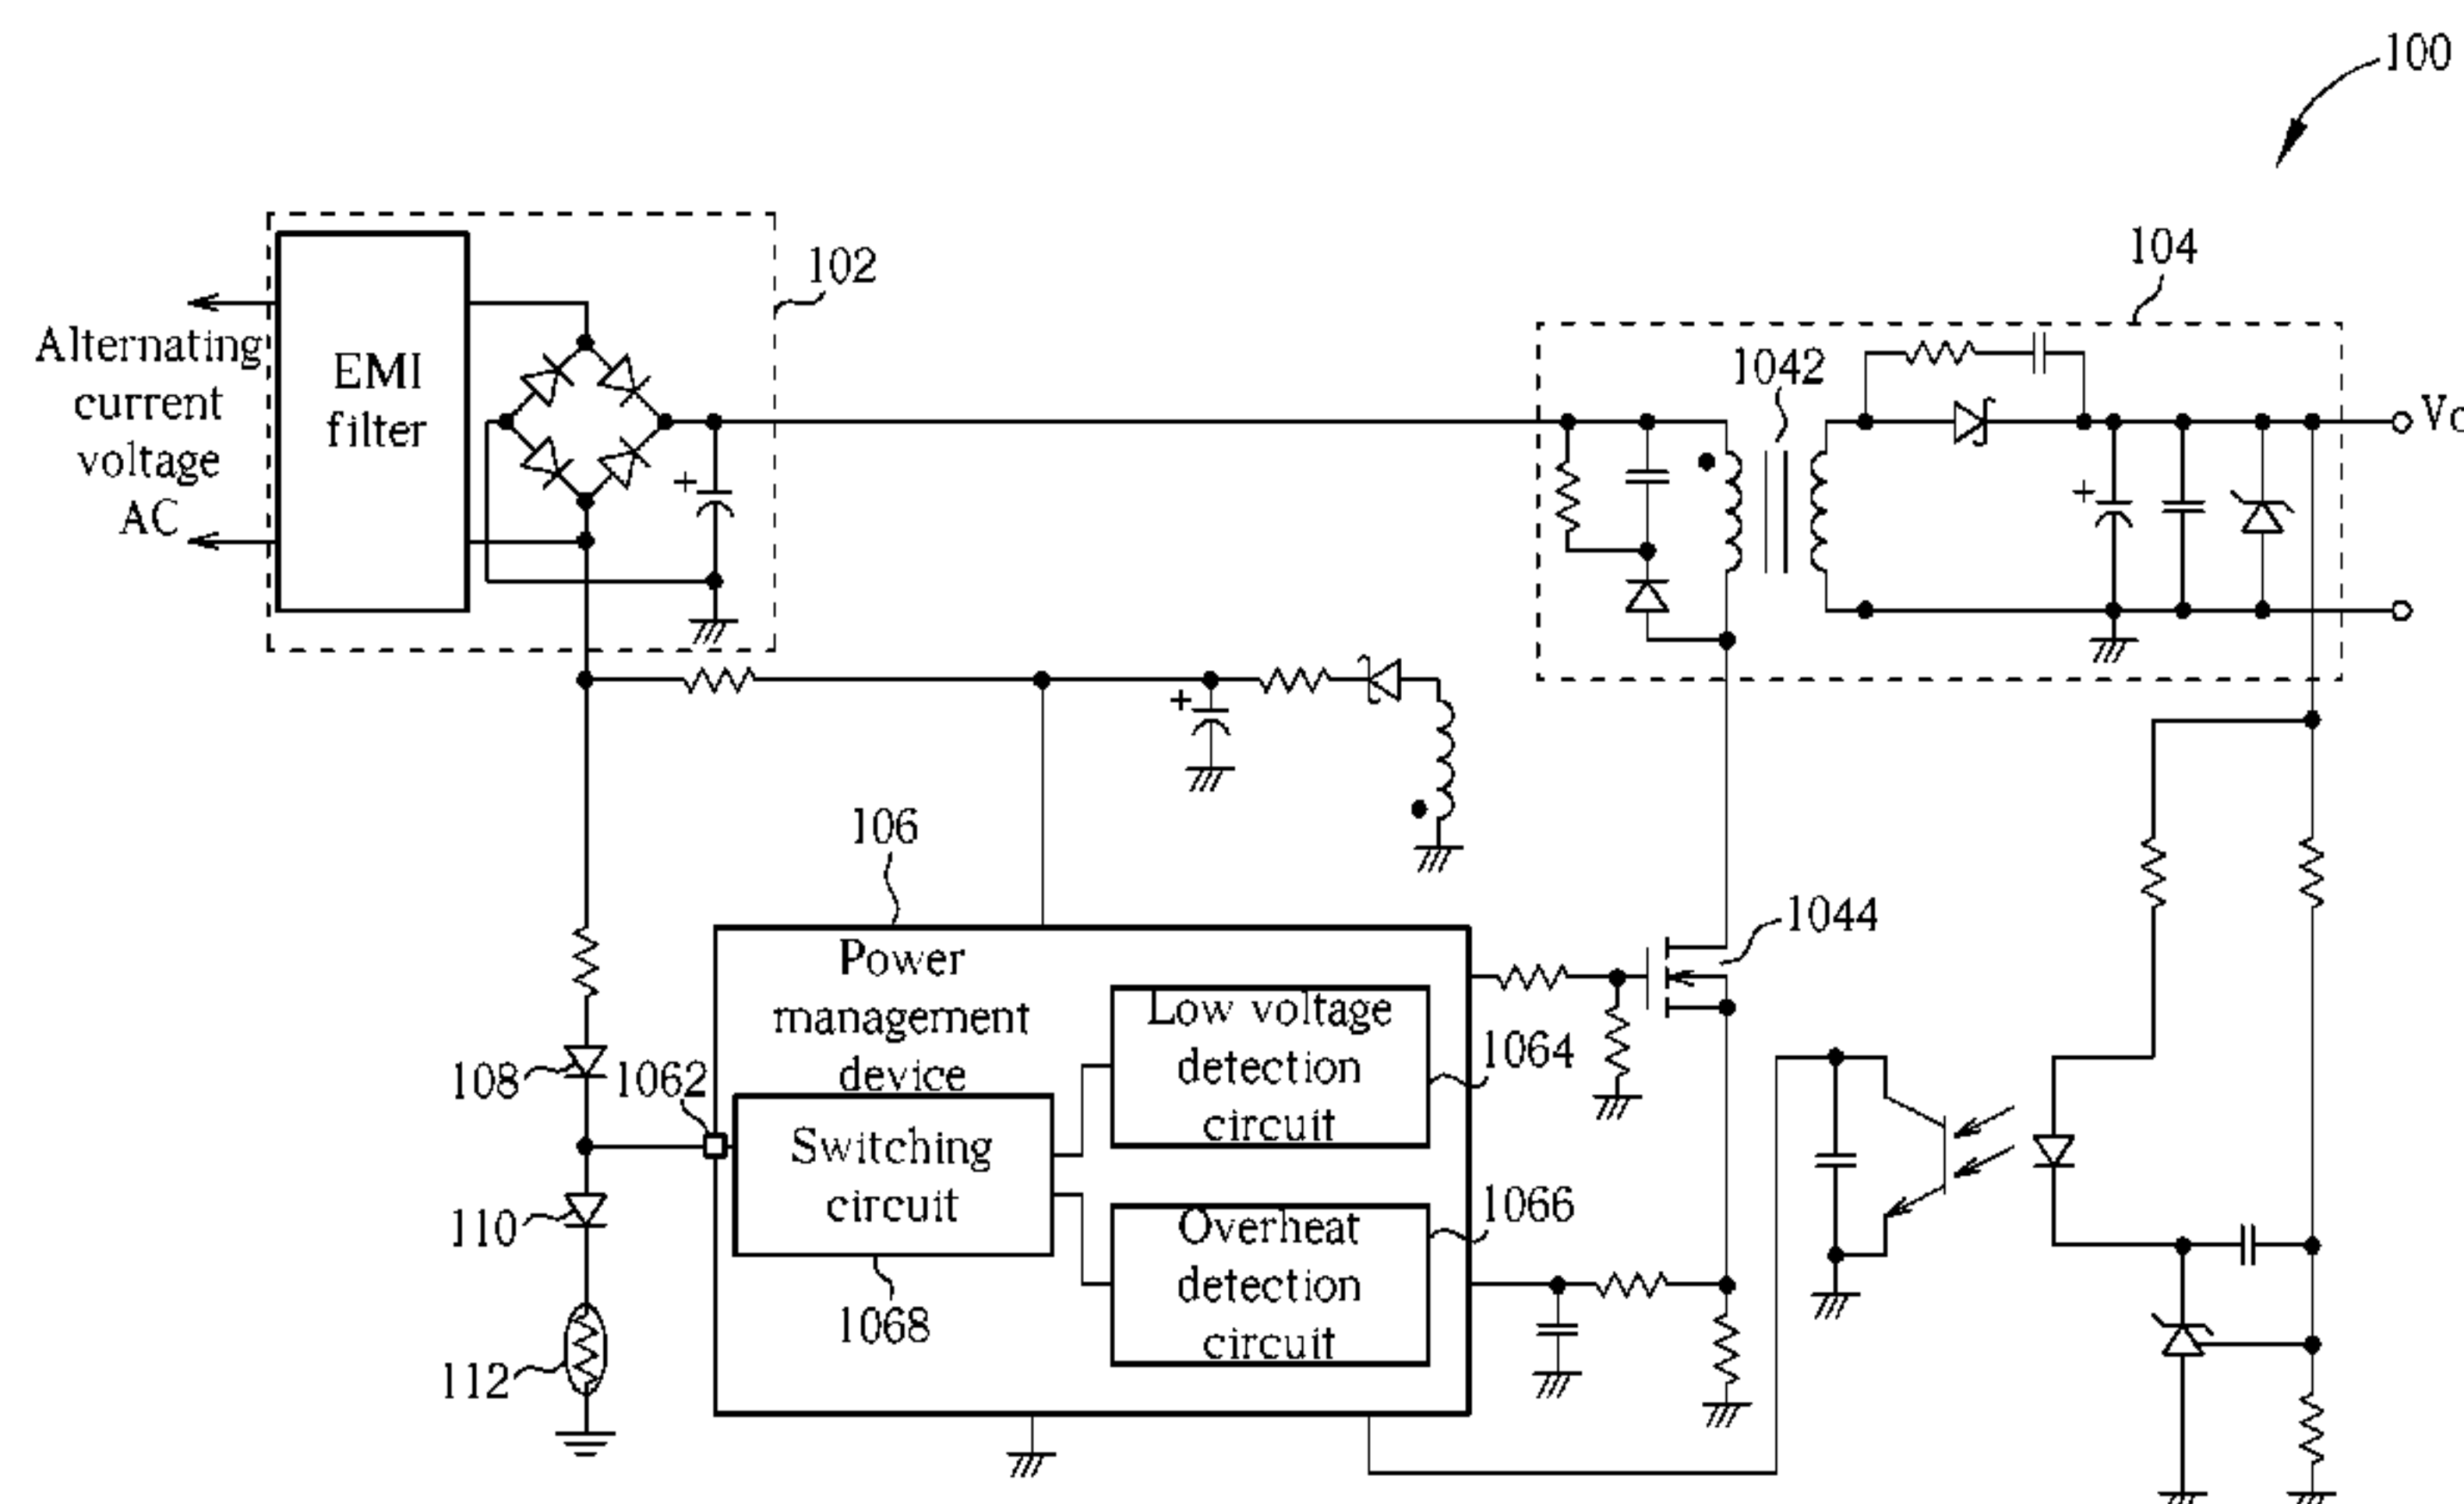 100
102
104
Alternating
current
voltage
AC
EMI
filter
+
1042
+
Vo
+
106
1044
Power
management
device
Low voltage
detection
circuit
1064
108
1062
Switching
circuit
110
Overheat
detection
circuit
1066
1068
112